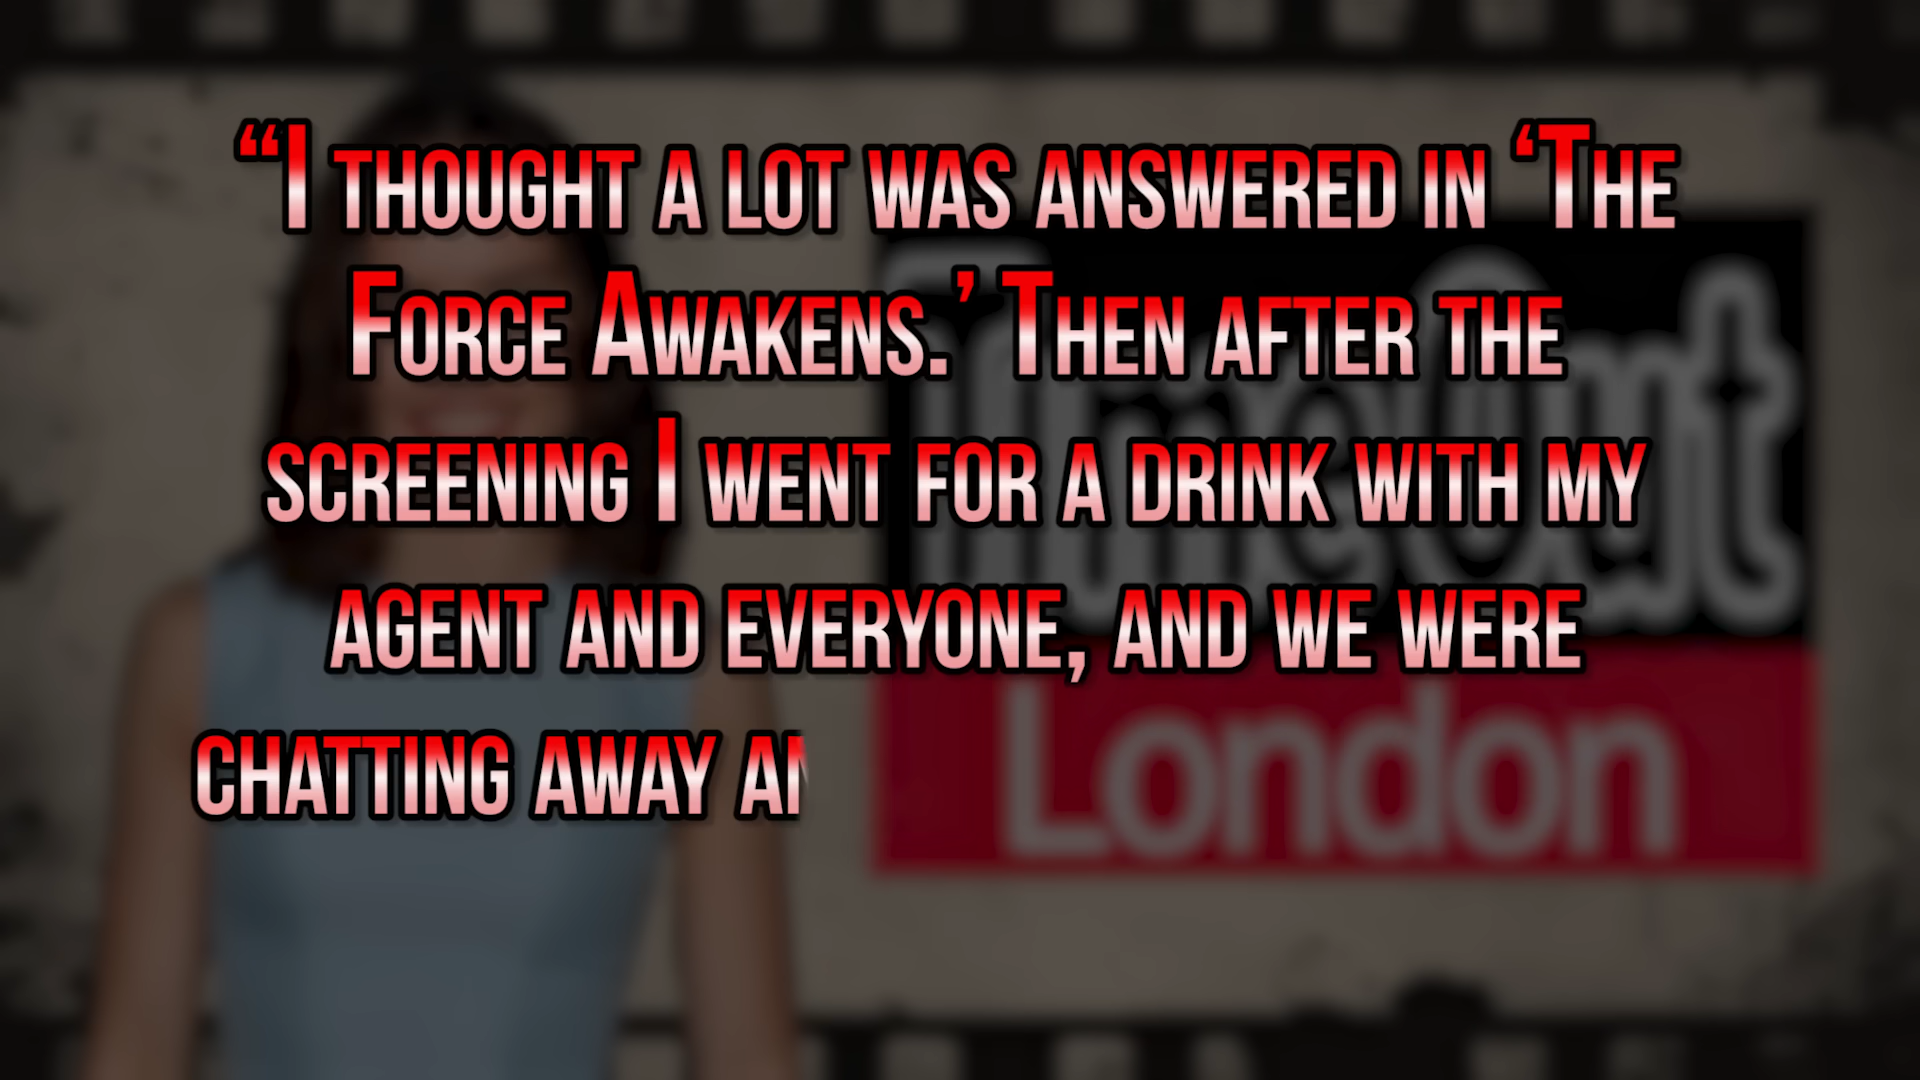 “I thought a lot was answered in ‘The
Force Awakens.’ Then after the
screening I went for a drink with my
agent and everyone, and we were
chatting away
TimeOut
London